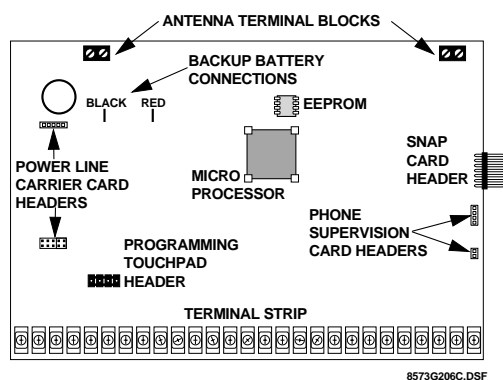 ANTENNA TERMINAL BLOCKS
BACKUP BATTERY
CONNECTIONS
BLACK
RED
EEPROM
SNAP
CARD
HEADER
POWER LINE
CARRIER CARD
HEADERS
MICRO
PROCESSOR
PHONE
SUPERVISION
CARD HEADERS
PROGRAMMING
TOUCHPAD
HEADER
TERMINAL STRIP
8573G206C.DSF